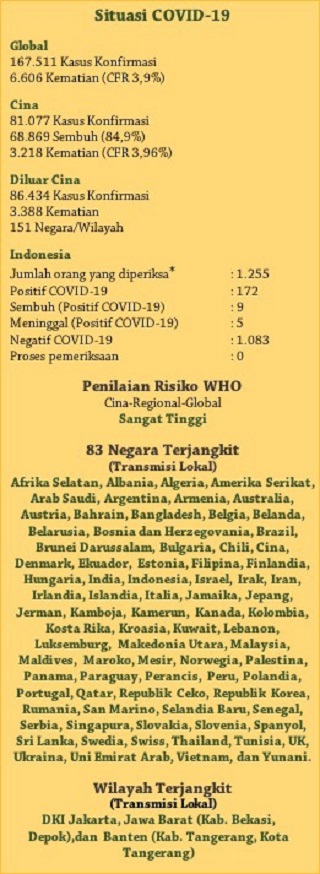 Situasi COVID-19
Global
167.511 Kasus Konfirmasi
6.606 Kematian (CFR 3,9%)
Cina
81.077 Kasus Konfirmasi
68.869 Sembuh (84,9%)
3.218 Kematian (CFR 3,96%)
Diluar Cina
86.434 Kasus Konfirmasi
3.388 Kematian
151 Negara/Wilayah
Indonesia
Jumlah orang yang diperiksa* : 1.255
Positif COVID-19 : 172
Sembuh (Positif COVID-19) : 9
Meninggal (Positif COVID-19) : 5
Negatif COVID-19 : 1.083
Proses pemeriksaan : 0
Penilaian Risiko WHO
Cina-Regional-Global
Sangat Tinggi
83 Negara Terjangkit
(Transmisi Lokal)
Afrika Selatan, Albania, Algeria, Amerika Serikat,
Arab Saudi, Argentina, Armenia, Australia,
Austria, Bahrain, Bangladesh, Belgia, Belanda,
Belarusia, Bosnia dan Herzegovania, Brazil,
Brunei Darussalam, Bulgaria, Chili, Cina,
Denmark, Ekuador, Estonia, Filipina, Finlandia,
Hungaria, India, Indonesia, Israel, Irak, Iran,
Irlandia, Islandia, Italia, Jamaika, Jepang,
Jerman, Kamboja, Kamerun, Kanada, Kolombia,
Kosta Rika, Kroasia, Kuwait, Lebanon,
Luksemburg, Makedonia Utara, Malaysia,
Maldives, Maroko, Mesir, Norwegia, Palestina,
Panama, Paraguay, Perancis, Peru, Polandia,
Portugal, Qatar, Republik Ceko, Republik Korea,
Rumania, San Marino, Selandia Baru, Senegal,
Serbia, Singapura, Slovakia, Slovenia, Spanyol,
Sri Lanka, Swedia, Swiss, Thailand, Tunisia, UK,
Ukraina, Uni Emirat Arab, Vietnam, dan Yunani.
Wilayah Terjangkit
(Transmisi Lokal)
DKI Jakarta, Jawa Barat (Kab. Bekasi,
Depok),dan Banten (Kab. Tangerang, Kota
Tangerang)